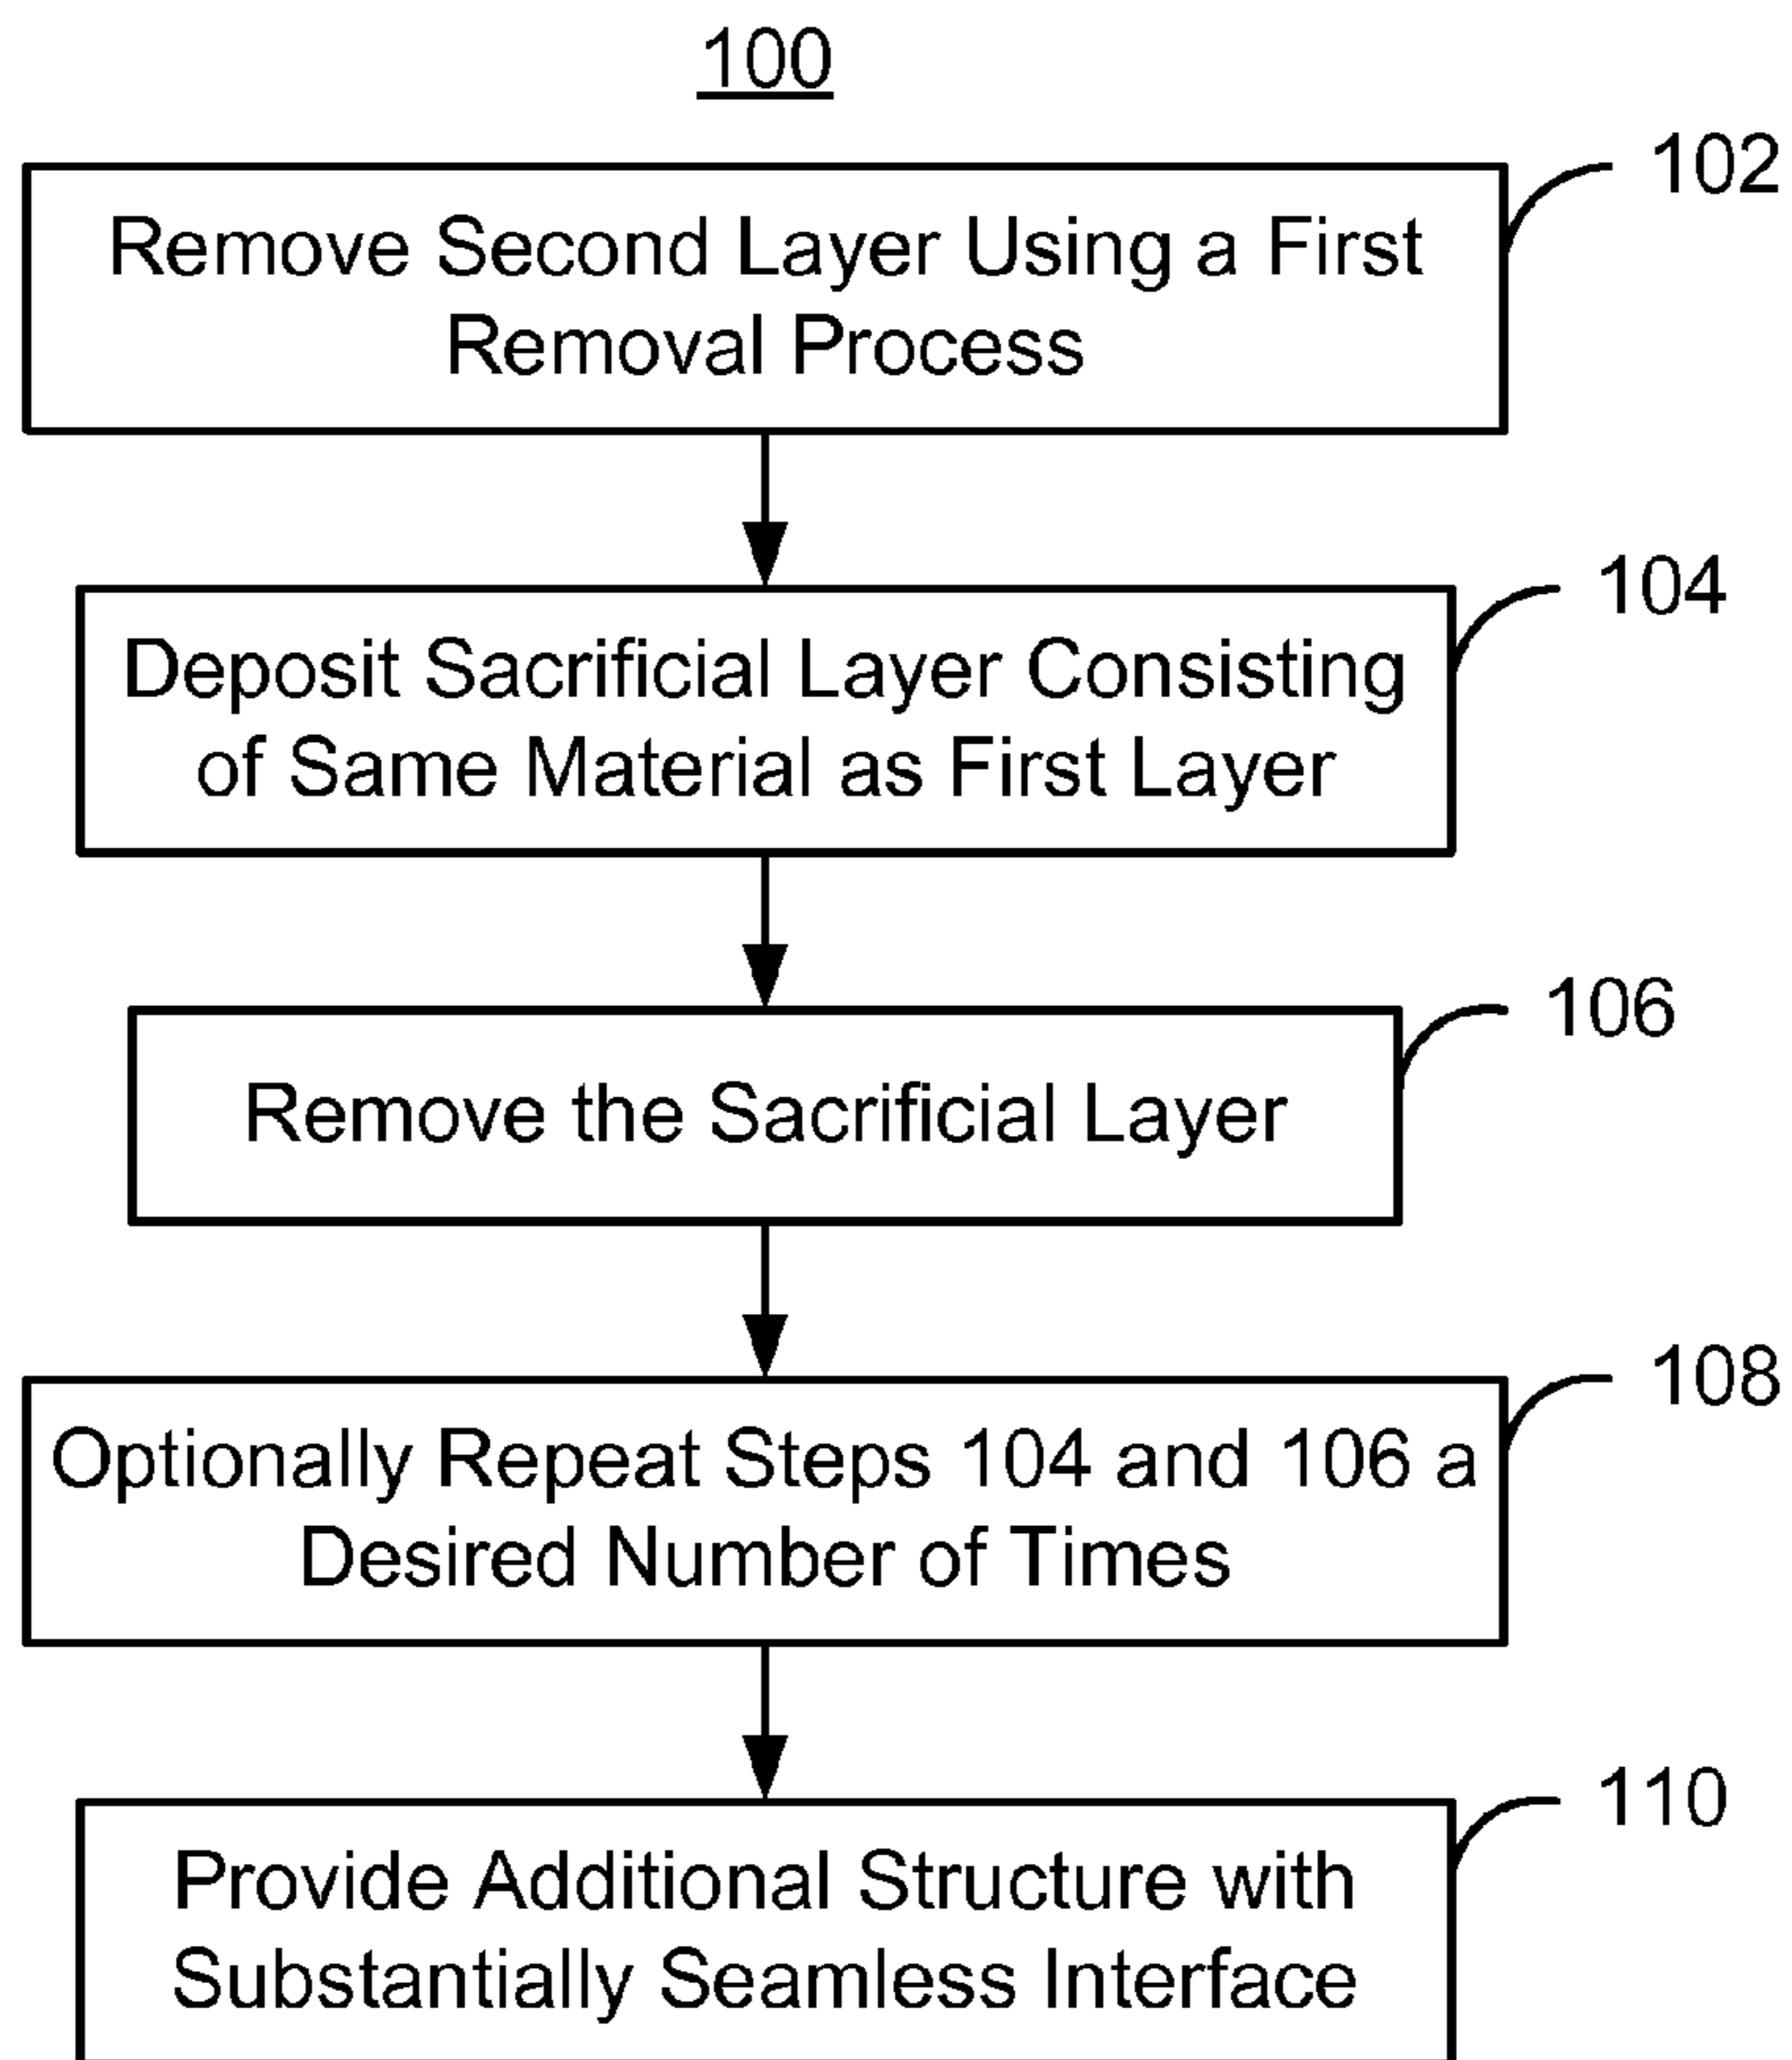 100
102
Remove Second Layer Using a First
Removal Process
104
Deposit Sacrificial Layer Consisting
of Same Material as First Layer
106
Remove the Sacrificial Layer
108
Optionally Repeat Steps 104 and 106 a
Desired Number of Times
110
Provide Additional Structure with
Substantially Seamless Interface